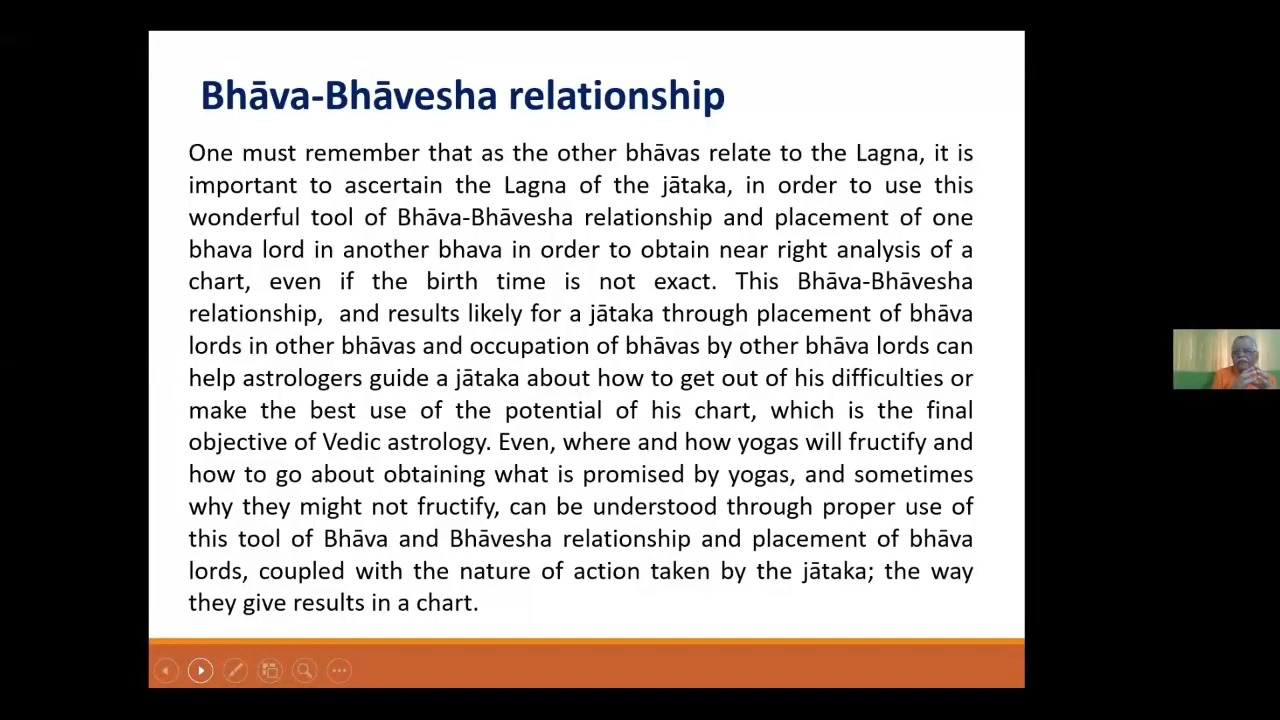 Bhāva-Bhāvesha relationship
One must remember that as the other bhāvas relate to the Lagna, it is
important to ascertain the Lagna of the jātaka, in order to use this
wonderful tool of Bhāva-Bhāvesha relationship and placement of one
bhava lord in another bhava in order to obtain near right analysis of a
chart, even if the birth time is not exact. This Bhāva-Bhāvesha
relationship, and results likely for a jātaka through placement of bhāva
lords in other bhāvas and occupation of bhāvas by other bhāva lords can
help astrologers guide a jātaka about how to get out of his difficulties or
make the best use of the potential of his chart, which is the final
objective of Vedic astrology. Even, where and how yogas will fructify and
how to go about obtaining what is promised by yogas, and sometimes
why they might not fructify, can be understood through proper use of
this tool of Bhāva and Bhāvesha relationship and placement of bhāva
lords, coupled with the nature of action taken by the jātaka; the way
they give results in a chart.